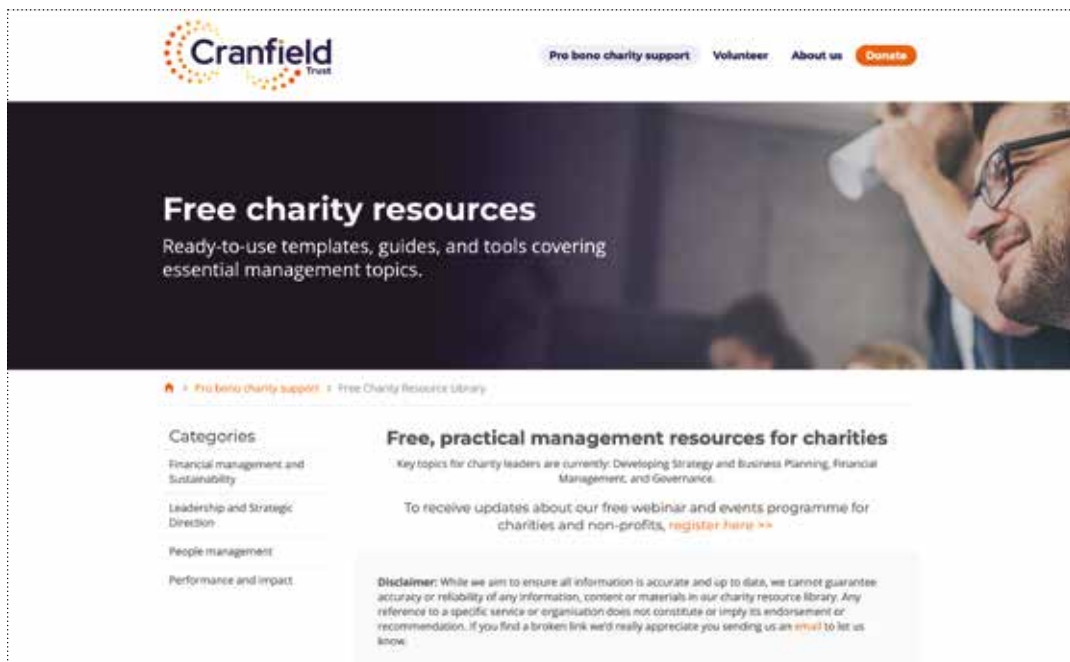 Cranfield
Trust
Pro bono charity support Volunteer About us Donate
Free charity resources
Ready-to-use templates, guides, and tools covering
essential management topics.
Pro bono charity support Free Charity Resource Library
Categories
Financial management and
Sustainability
Leadership and Strategic
Direction
People management
Performance and impact
Free, practical management resources for charities
Key topics for charity leaders are currently: Developing Strategy and Business Planning, Financial
Management, and Governance.
To receive updates about our free webinar and events programme for
charities and non-profits, register here >>
Disclaimer: While we aim to ensure all information is accurate and up to date, we cannot guarantee
accuracy or reliability of any information, content or materials in our charity resource library. Any
reference to a specific service or organisation does not constitute or imply its endorsement or
recommendation. If you find a broken link we'd really appreciate you sending us an email to let us
know.